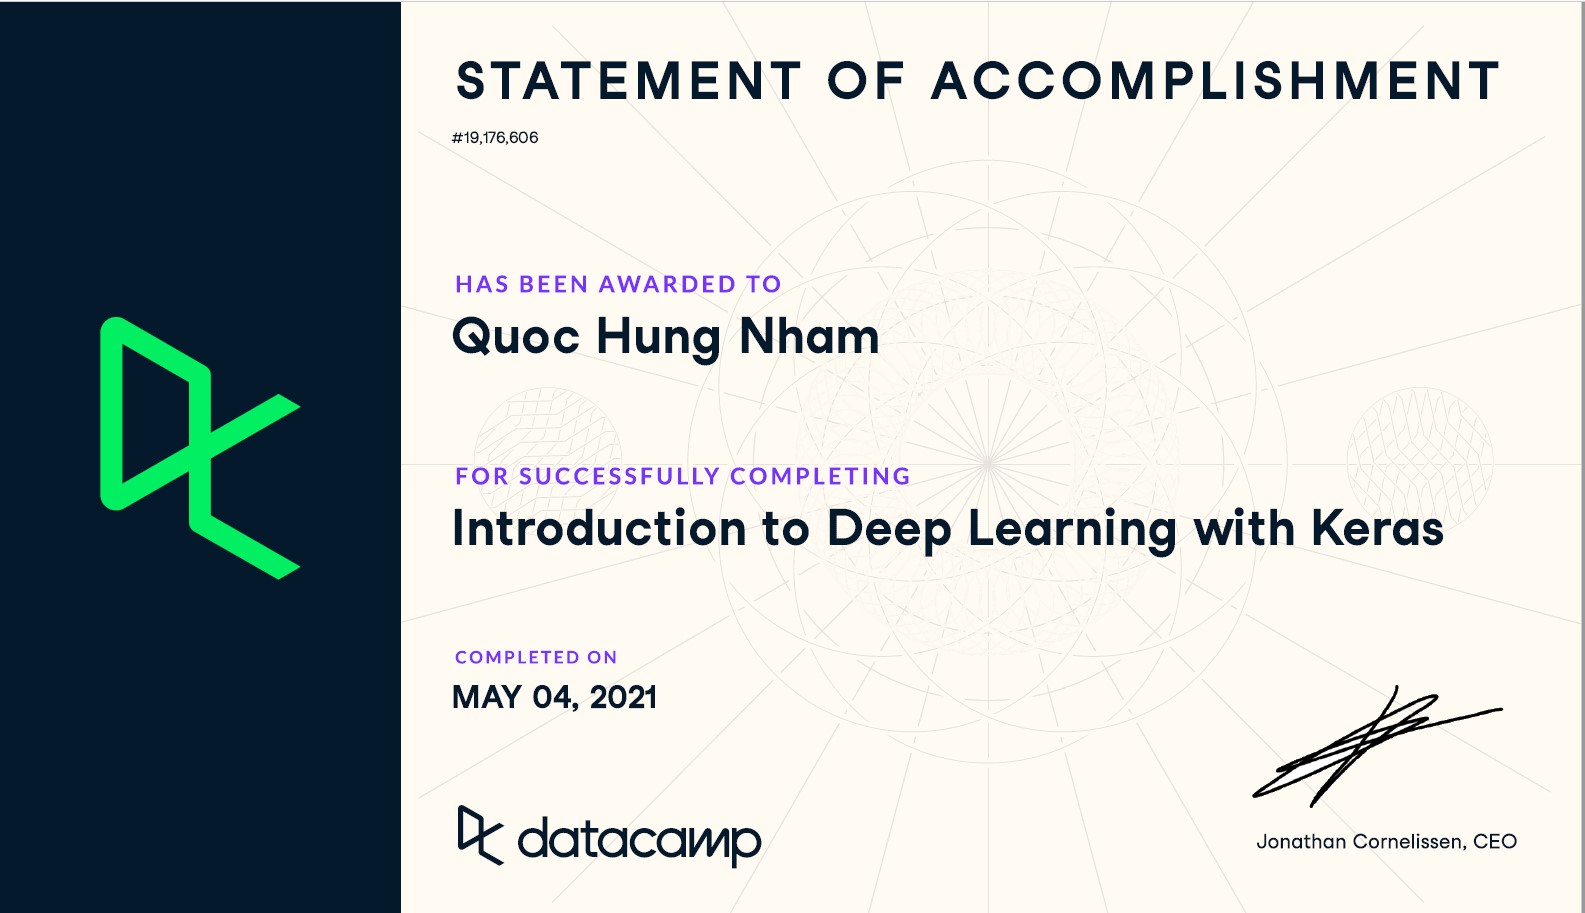 STATEMENT OF ACCOMPLISHMENT
#19,176,606
HAS BEEN AWARDED TO
Quoc Hung Nham
FOR SUCCESSFULLY COMPLETING
Introduction to Deep Learning with Keras
COMPLETED ON
MAY 04, 2021
datacamp
Jonathan Cornelissen, CEO